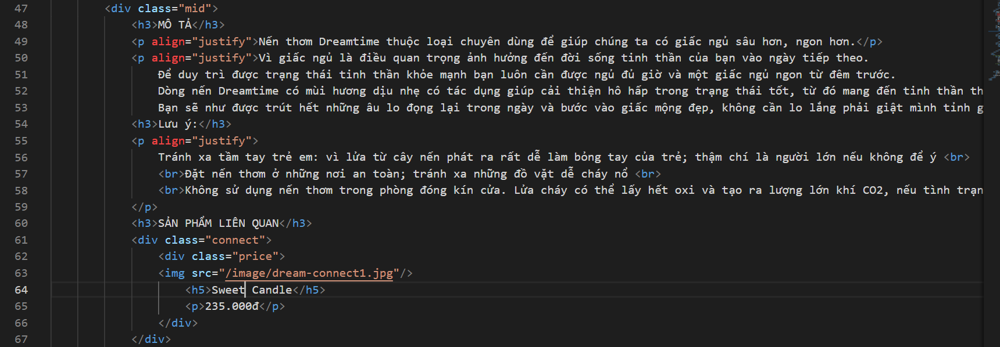 47 <div class="mid">
48 <h3>MÔ TẢ</h3>
49 <p align="justify">Nến thơm Dreamtime thuộc loại chuyên dùng để giúp chúng ta có giấc ngủ sâu hơn, ngon hơn.</p>
50 <p align="justify">Vì giấc ngủ là điều quan trọng ảnh hưởng đến đời sống tinh thần của bạn vào ngày tiếp theo.
51 Để duy trì được trạng thái tinh thần khỏe mạnh bạn luôn cần được ngủ đủ giờ và một giấc ngủ ngon từ đêm trước.
52 Dòng nến Dreamtime có mùi hương dịu nhẹ có tác dụng giúp cải thiện hô hấp trong trạng thái tốt, từ đó mang đến tinh thần th
53 Bạn sẽ như được trút hết những âu lo đọng lại trong ngày và bước vào giấc mộng đẹp, không cần lo lắng phải giật mình tỉnh g
54 <h3>Lưu ý:</h3>
55 <p align="justify">
56 Tránh xa tầm tay trẻ em: vì lửa từ cây nến phát ra rất dễ làm bỏng tay của trẻ; thậm chí là người lớn nếu không để ý <br>
57 <br>Đặt nến thơm ở những nơi an toàn; tránh xa những đồ vặt dễ cháy nổ <br>
58 <br>Không sử dụng nến thơm trong phòng đóng kín cửa. Lửa cháy có thể lấy hết oxi và tạo ra lượng lớn khí CO2, nếu tình trạn
59 </p>
60 <h3>SẢN PHẨM LIÊN QUAN</h3>
61 <div class="connect">
62 <div class="price">
63 <img src="/image/dream-connect1.jpg"/>
64 <h5>Sweet Candle</h5>
65 <p>235.000đ</p>
66 </div>
67 </div>